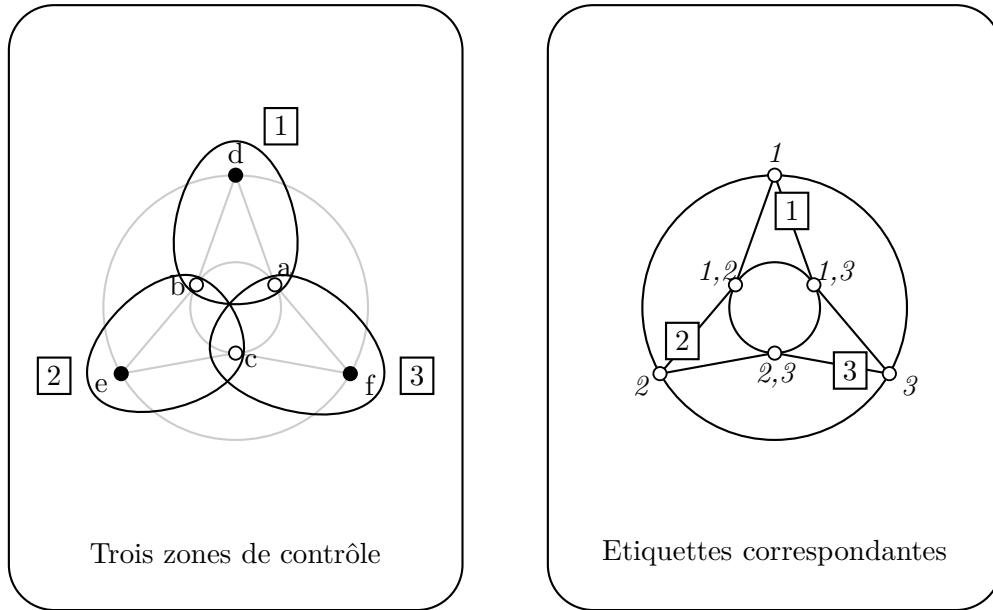 1
d
b
a
c
2
e
f
3
Trois zones de contrôle
1
1
1,2
1,3
2
2
2,3
3
3
Etiquettes correspondantes